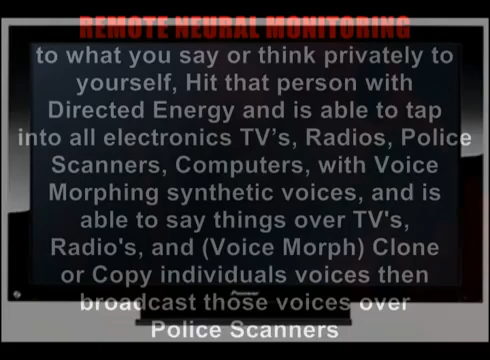 REMOTE NEURAL MONITORING
to what you say or think privately to
yourself, Hit that person with
Directed Energy and is able to tap
into all electronics TV's, Radios, Police
Scanners, Computers, with Voice
Morphing synthetic voices, and is
able to say things over TV's,
Radio's, and (Voice Morph) Clone
or Copy individuals voices then
Pioneer
broadcast those voices over
Police Scanners